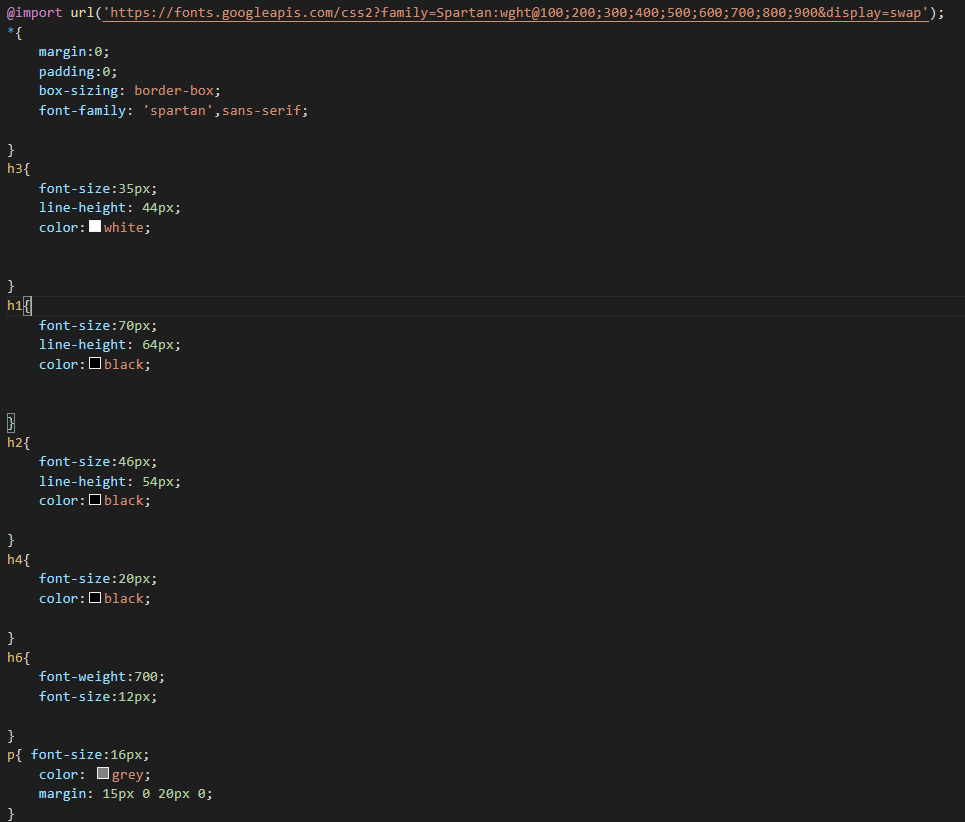 @import url('https://fonts.googleapis.com/css2?family=Spartan:wght@100;200;300;400;500;600;700;800;900&display=swap');
*{
    margin:0;
    padding:0;
    box-sizing: border-box;
    font-family: 'spartan',sans-serif;

}
h3{
    font-size:35px;
    line-height: 44px;
    color:white;


}
h1{
    font-size:70px;
    line-height: 64px;
    color:black;


}
h2{
    font-size:46px;
    line-height: 54px;
    color:black;

}
h4{
    font-size:20px;
    color:black;

}
h6{
    font-weight:700;
    font-size:12px;

}
p{ font-size:16px;
    color: grey;
    margin: 15px 0 20px 0;
}